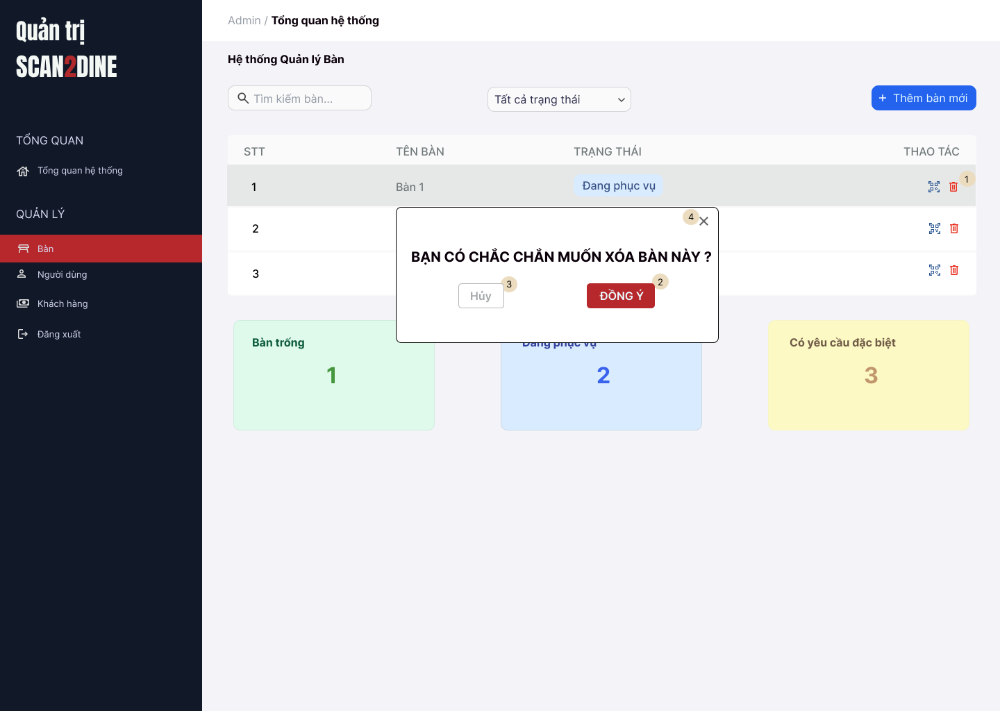 Quản trị
SCAN2DINE
TỔNG QUAN
Tổng quan hệ thống
QUẢN LÝ
Bàn
Người dùng
Khách hàng
Đăng xuất
Admin / Tổng quan hệ thống
Hệ thống Quản lý Bàn
Tìm kiếm bàn...
Tất cả trạng thái
+ Thêm bàn mới
STT TÊN BÀN TRẠNG THÁI THAO TÁC
1 Bàn 1 Đang phục vụ 1
2
3
4
BẠN CÓ CHẮC CHẮN MUỐN XÓA BÀN NÀY ?
Hủy 3
ĐỒNG Ý 2
Bàn trống
1
Đang phục vụ
2
Có yêu cầu đặc biệt
3